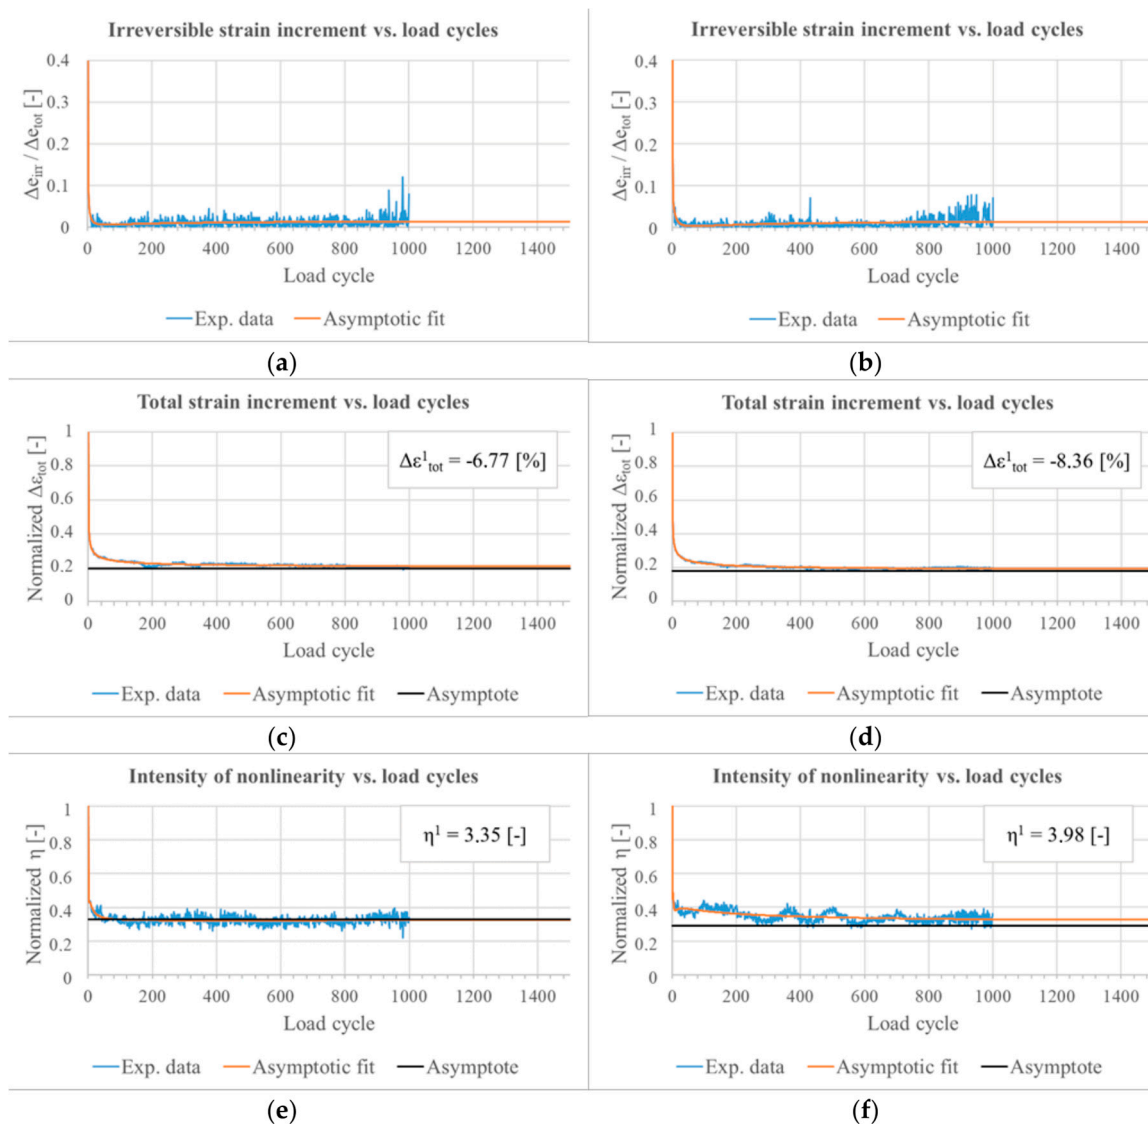 Irreversible strain increment vs. load cycles
Δe_irr / Δe_tot [-]
0.4
0.3
0.2
0.1
0
0 200 400 600 800 1000 1200 1400
Load cycle
Exp. data Asymptotic fit
(a)
Irreversible strain increment vs. load cycles
Δe_irr / Δe_tot [-]
0.4
0.3
0.2
0.1
0
0 200 400 600 800 1000 1200 1400
Load cycle
Exp. data Asymptotic fit
(b)
Total strain increment vs. load cycles
Normalized Δε_tot [-]
1
0.8
0.6
0.4
0.2
0
Δε¹_tot = -6.77 [%]
0 200 400 600 800 1000 1200 1400
Load cycle
Exp. data Asymptotic fit Asymptote
(c)
Total strain increment vs. load cycles
Normalized Δε_tot [-]
1
0.8
0.6
0.4
0.2
0
Δε¹_tot = -8.36 [%]
0 200 400 600 800 1000 1200 1400
Load cycle
Exp. data Asymptotic fit Asymptote
(d)
Intensity of nonlinearity vs. load cycles
Normalized η [-]
1
0.8
0.6
0.4
0.2
0
η¹ = 3.35 [-]
0 200 400 600 800 1000 1200 1400
Load cycle
Exp. data Asymptotic fit Asymptote
(e)
Intensity of nonlinearity vs. load cycles
Normalized η [-]
1
0.8
0.6
0.4
0.2
0
η¹ = 3.98 [-]
0 200 400 600 800 1000 1200 1400
Load cycle
Exp. data Asymptotic fit Asymptote
(f)